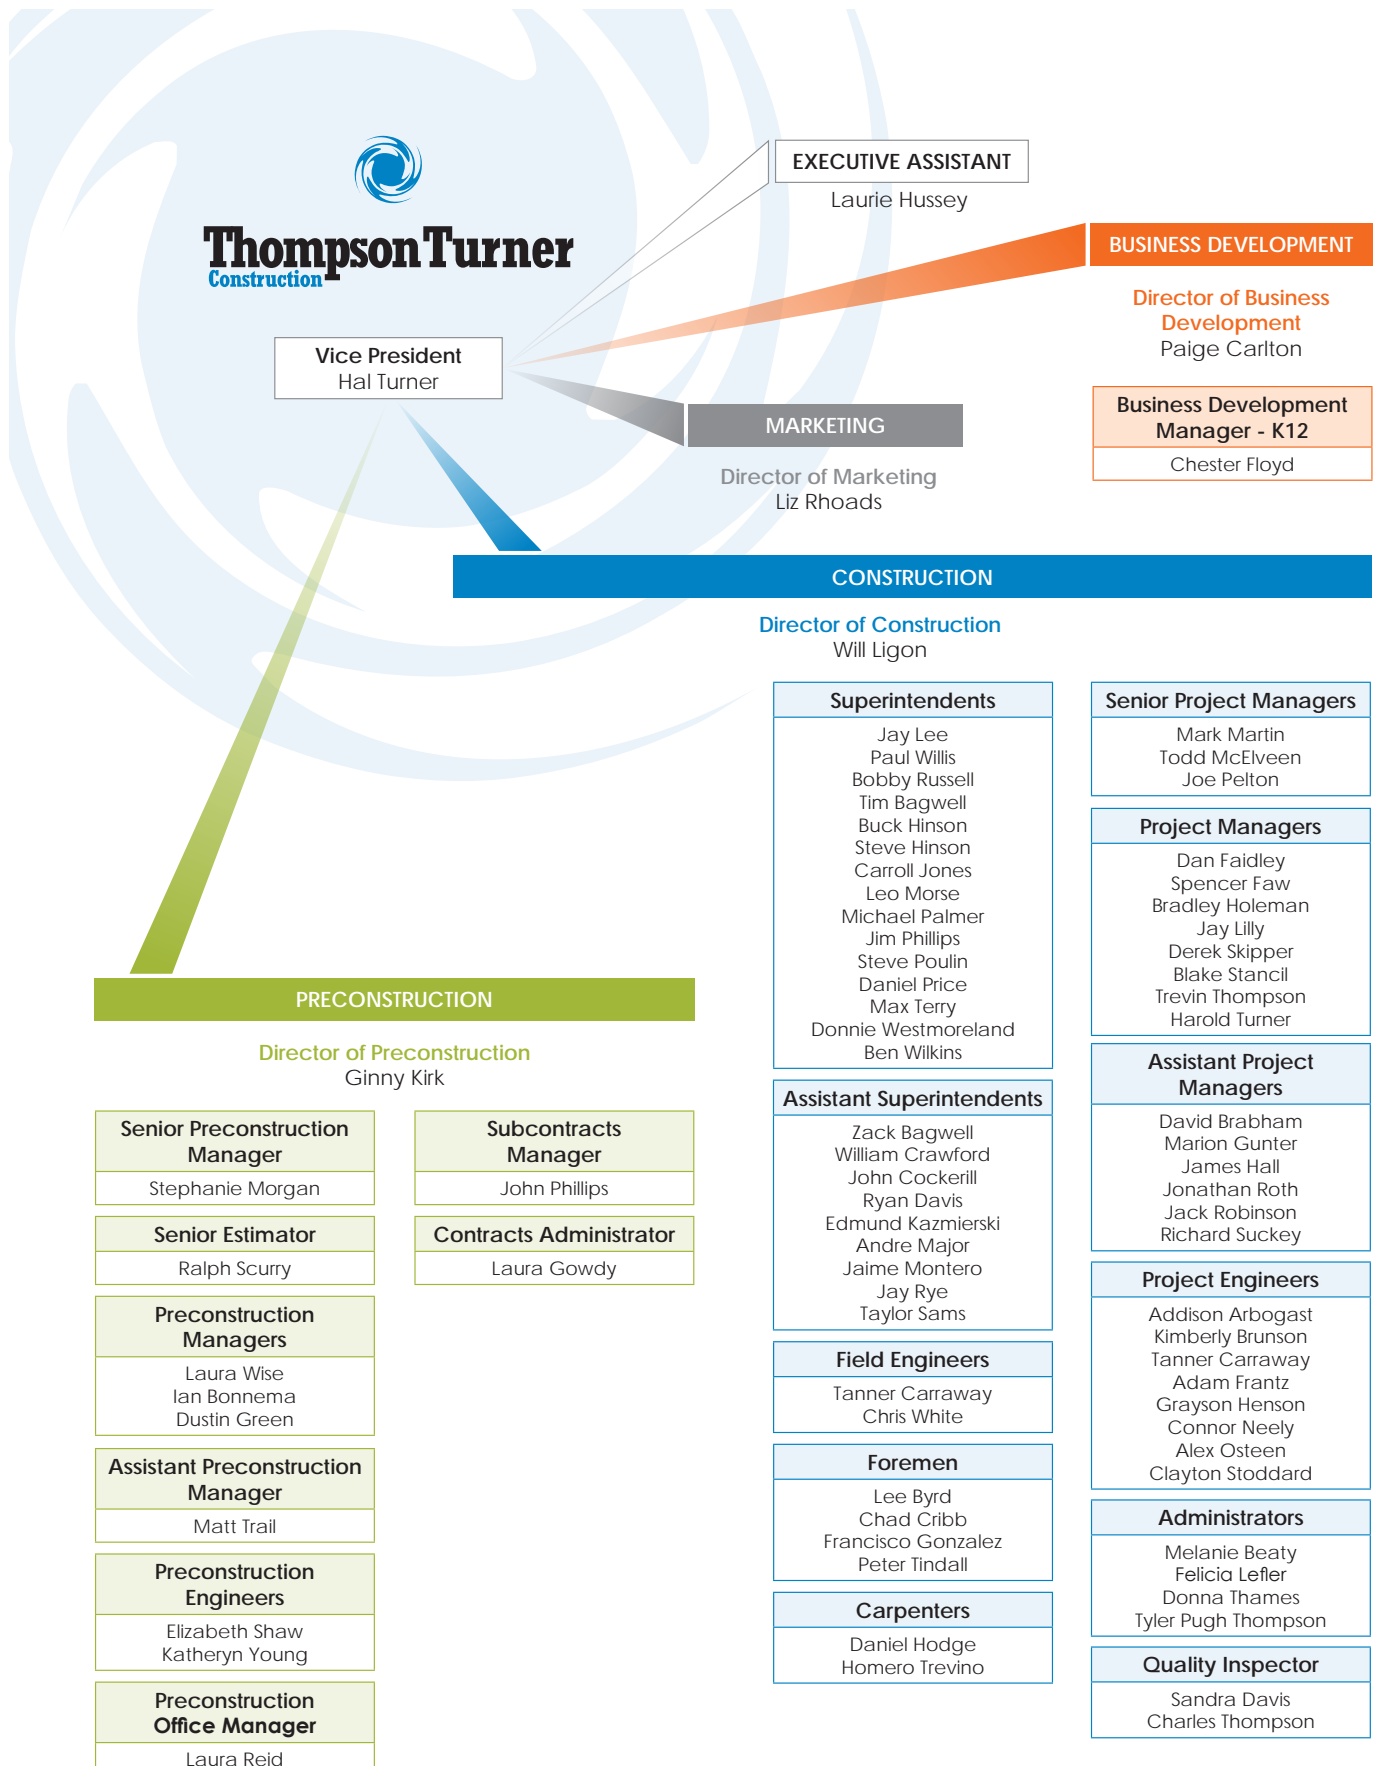 ThompsonTurner
Construction
Vice President
Hal Turner
EXECUTIVE ASSISTANT
Laurie Hussey
BUSINESS DEVELOPMENT
Director of Business
Development
Paige Carlton
Business Development
Manager - K12
Chester Floyd
MARKETING
Director of Marketing
Liz Rhoads
CONSTRUCTION
Director of Construction
Will Ligon
Superintendents
Jay Lee
Paul Willis
Bobby Russell
Tim Bagwell
Buck Hinson
Steve Hinson
Carroll Jones
Leo Morse
Michael Palmer
Jim Phillips
Steve Poulin
Daniel Price
Max Terry
Donnie Westmoreland
Ben Wilkins
Assistant Superintendents
Zack Bagwell
William Crawford
John Cockerill
Ryan Davis
Edmund Kazmierski
Andre Major
Jaime Montero
Jay Rye
Taylor Sams
Field Engineers
Tanner Carraway
Chris White
Foremen
Lee Byrd
Chad Cribb
Francisco Gonzalez
Peter Tindall
Carpenters
Daniel Hodge
Homero Trevino
Senior Project Managers
Mark Martin
Todd McElveen
Joe Pelton
Project Managers
Dan Faidley
Spencer Faw
Bradley Holeman
Jay Lilly
Derek Skipper
Blake Stancil
Trevin Thompson
Harold Turner
Assistant Project
Managers
David Brabham
Marion Gunter
James Hall
Jonathan Roth
Jack Robinson
Richard Suckey
Project Engineers
Addison Arbogast
Kimberly Brunson
Tanner Carraway
Adam Frantz
Grayson Henson
Connor Neely
Alex Osteen
Clayton Stoddard
Administrators
Melanie Beaty
Felicia Lefler
Donna Thames
Tyler Pugh Thompson
Quality Inspector
Sandra Davis
Charles Thompson
PRECONSTRUCTION
Director of Preconstruction
Ginny Kirk
Senior Preconstruction
Manager
Stephanie Morgan
Senior Estimator
Ralph Scurry
Preconstruction
Managers
Laura Wise
Ian Bonnema
Dustin Green
Assistant Preconstruction
Manager
Matt Trail
Preconstruction
Engineers
Elizabeth Shaw
Katheryn Young
Preconstruction
Office Manager
Laura Reid
Subcontracts
Manager
John Phillips
Contracts Administrator
Laura Gowdy